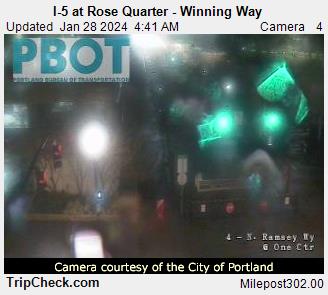 I-5 at Rose Quarter - Winning Way
Updated Jan 28 2024 4:41 AM Camera 4
PBOT
PORTLAND BUREAU OF TRANSPORTATION
4 - N. Ramsey Wy
@ One Ctr
Camera courtesy of the City of Portland
TripCheck.com Milepost302.00